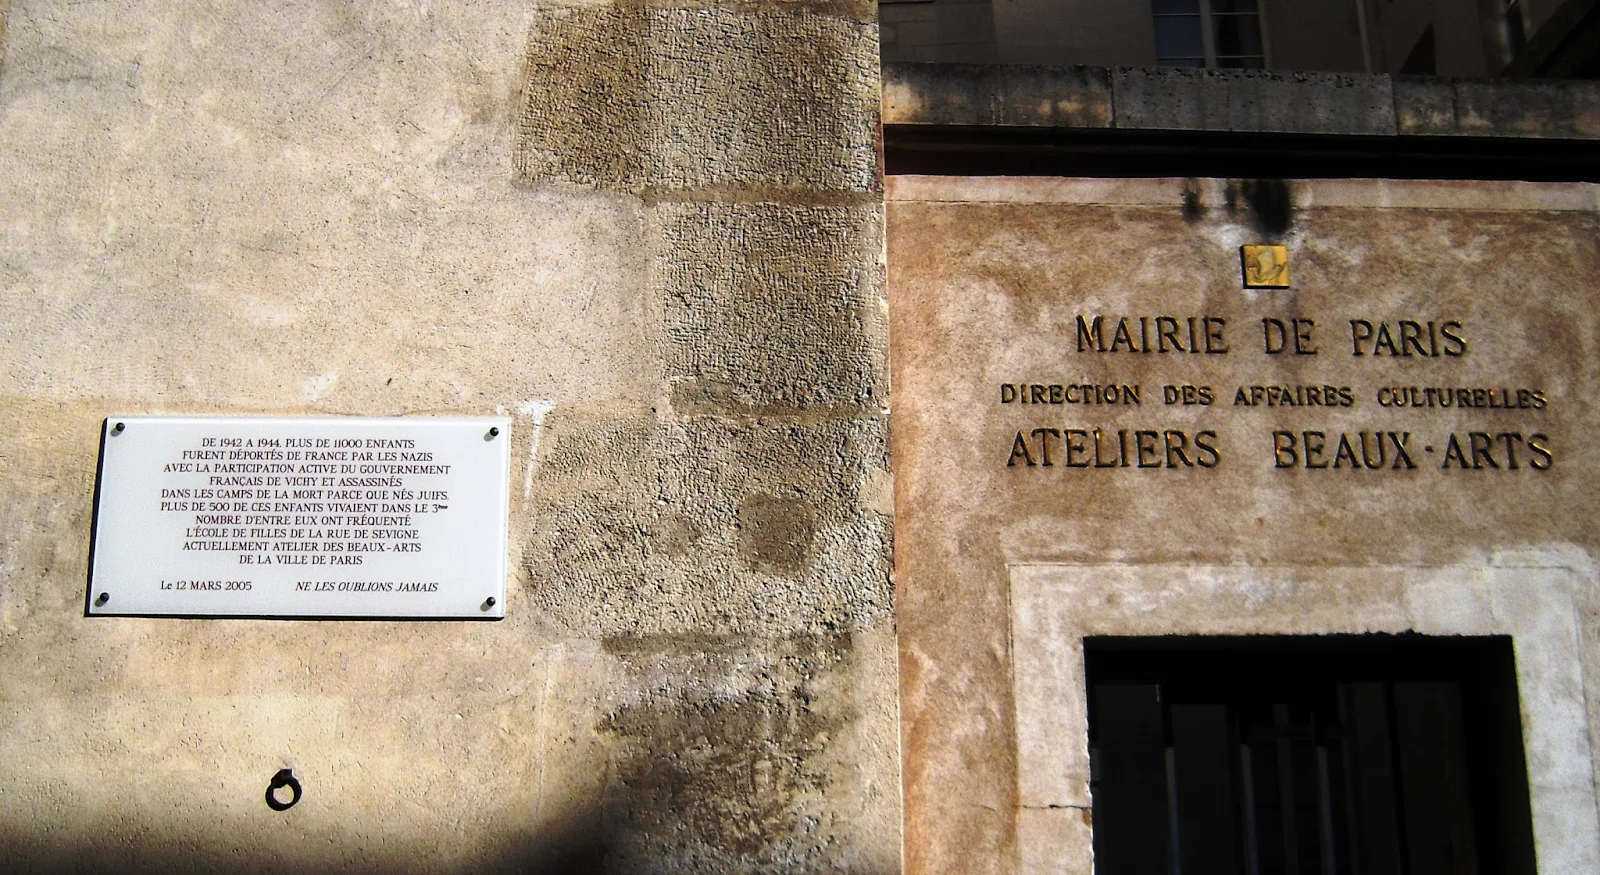 DE 1942 A 1944, PLUS DE 11000 ENFANTS
FURENT DÉPORTÉS DE FRANCE PAR LES NAZIS
AVEC LA PARTICIPATION ACTIVE DU GOUVERNEMENT
FRANÇAIS DE VICHY ET ASSASSINÉS
DANS LES CAMPS DE LA MORT PARCE QUE NÉS JUIFS.
PLUS DE 500 DE CES ENFANTS VIVAIENT DANS LE 3ème
NOMBRE D'ENTRE EUX ONT FRÉQUENTÉ
L'ÉCOLE DE FILLES DE LA RUE DE SEVIGNE
ACTUELLEMENT ATELIER DES BEAUX-ARTS
DE LA VILLE DE PARIS
Le 12 MARS 2005 NE LES OUBLIONS JAMAIS
MAIRIE DE PARIS
DIRECTION DES AFFAIRES CULTURELLES
ATELIERS BEAUX·ARTS